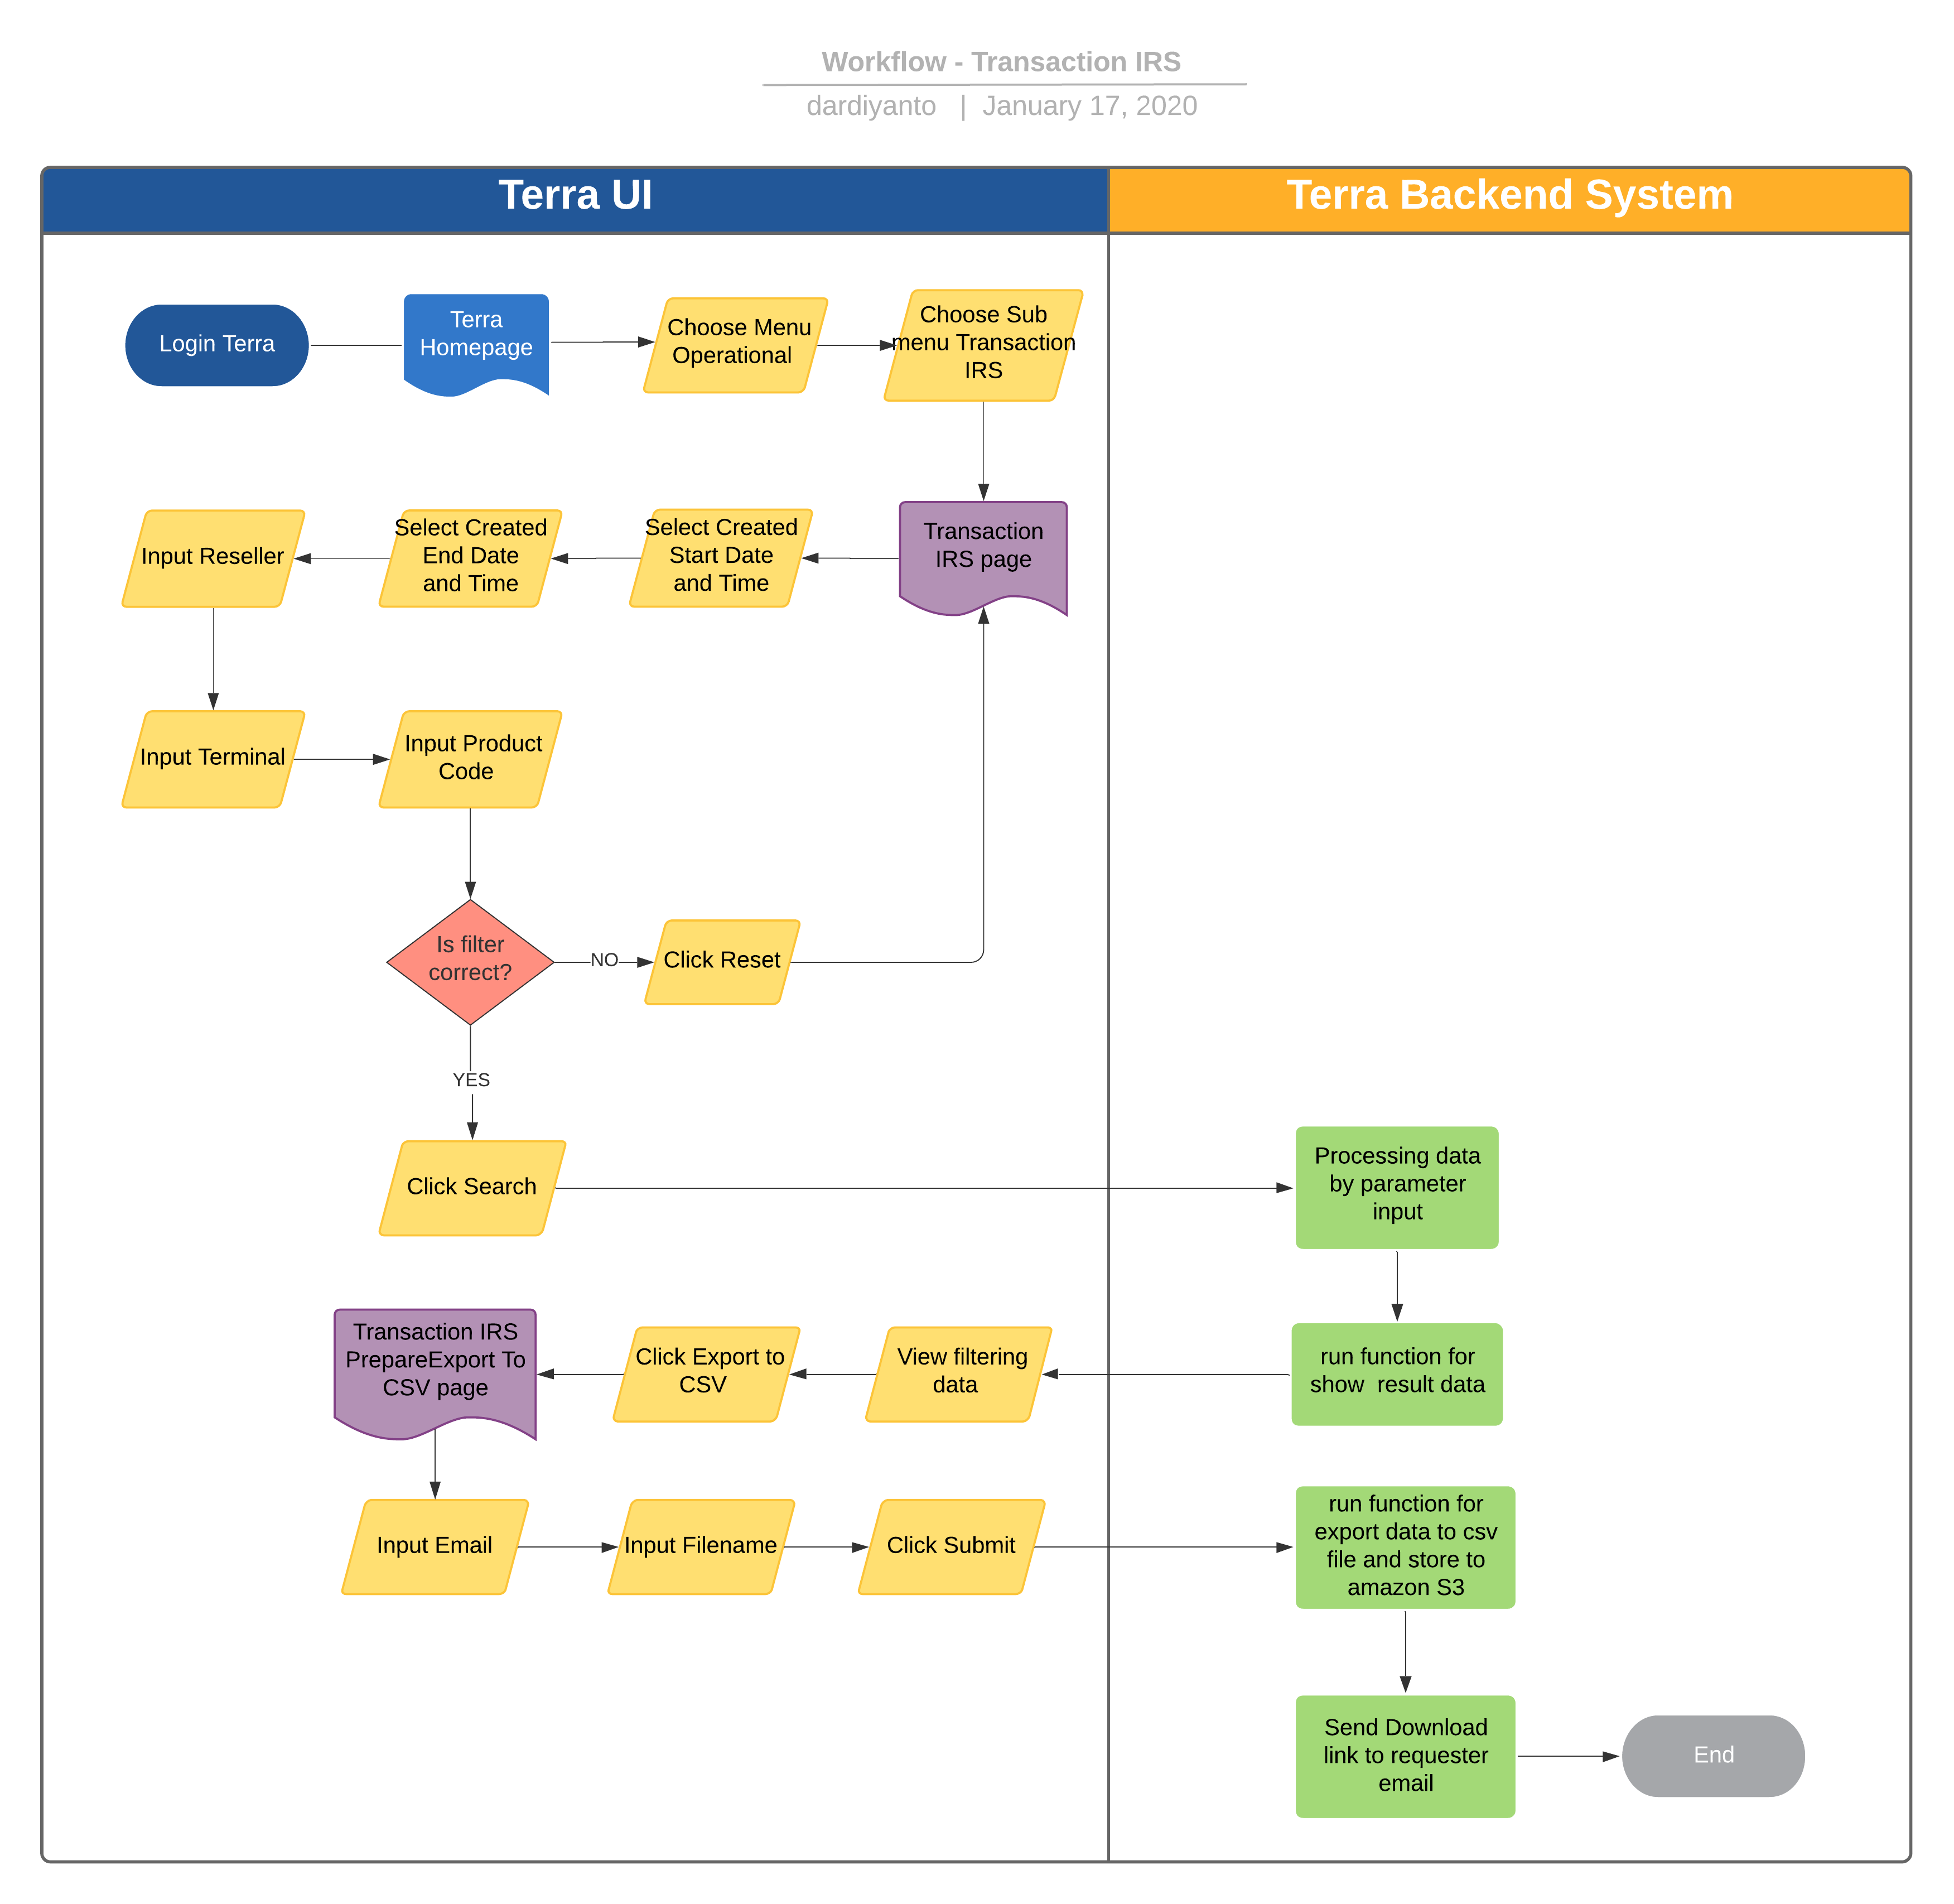 Workflow - Transaction IRS
dardiyanto | January 17, 2020
Terra UI
Terra Backend System
Login Terra
Terra
Homepage
Choose Menu
Operational
Choose Sub
menu Transaction
IRS
Input Reseller
Select Created
End Date
and Time
Select Created
Start Date
and Time
Transaction
IRS page
Input Terminal
Input Product
Code
Is filter
correct?
NO
Click Reset
YES
Click Search
Processing data
by parameter
input
Transaction IRS
PrepareExport To
CSV page
Click Export to
CSV
View filtering
data
run function for
show  result data
Input Email
Input Filename
Click Submit
run function for
export data to csv
file and store to
amazon S3
Send Download
link to requester
email
End